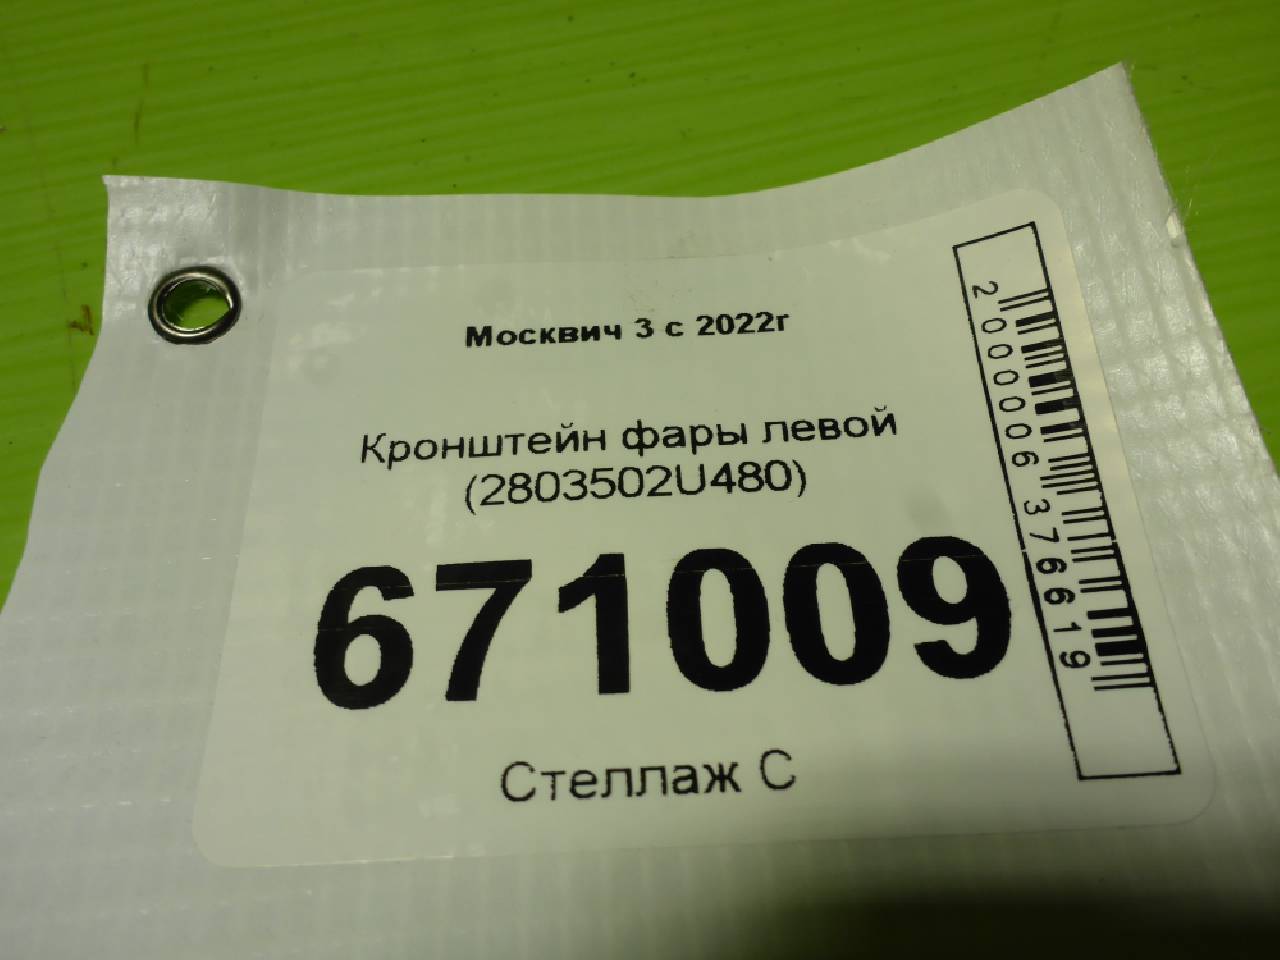 Москвич 3 с 2022г
Кронштейн фары левой
(2803502U480)
671009
Стеллаж С
2000006376619